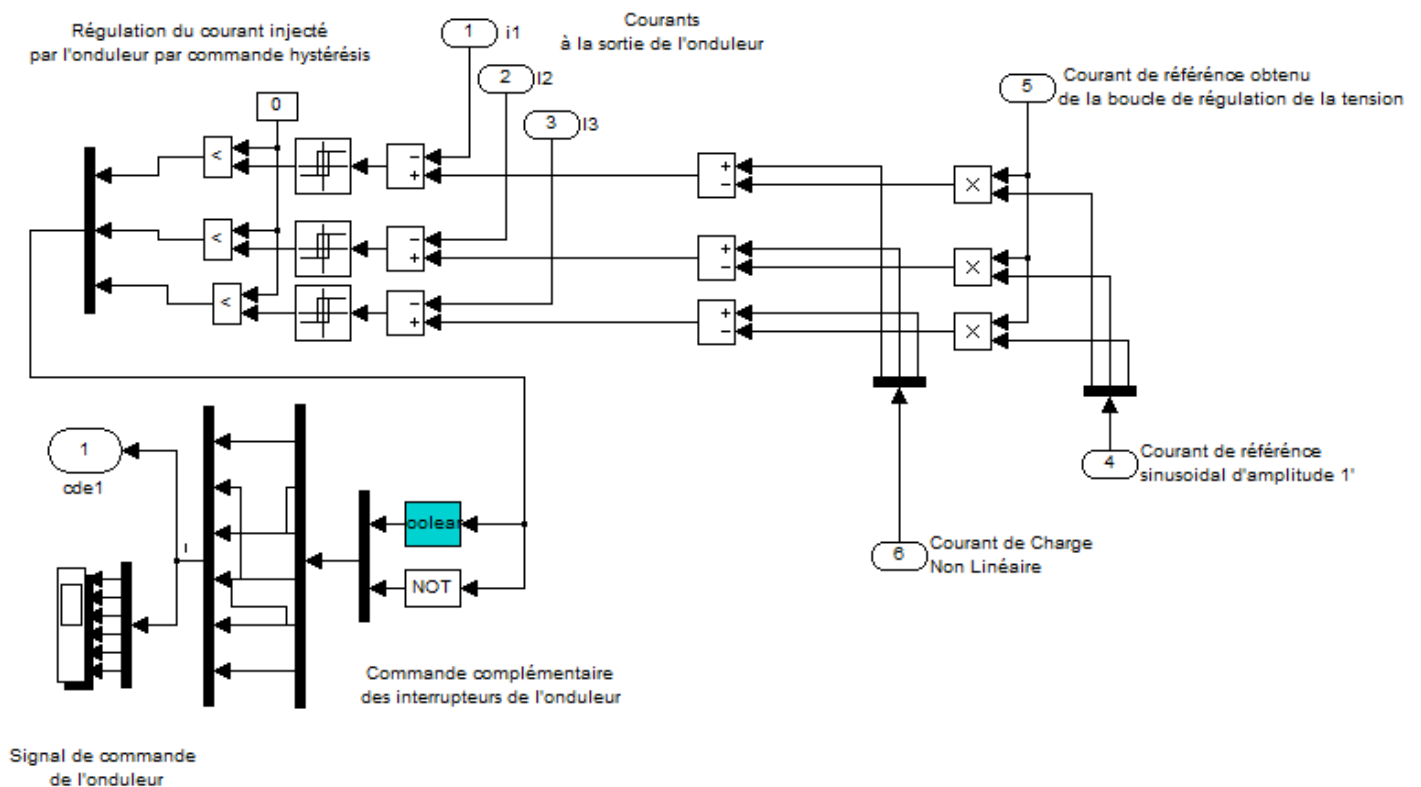 Régulation du courant injecté
par l'onduleur par commande hystérésis
Courants
à la sortie de l'onduleur
1
i1
2
I2
3
I3
0
5
Courant de référénce obtenu
de la boucle de régulation de la tension
<
-
+
+
-
×
<
-
+
+
-
×
<
-
+
+
-
×
4
Courant de référénce
sinusoidal d'amplitude 1'
6
Courant de Charge
Non Linéaire
1
cde1
oolear
NOT
Commande complémentaire
des interrupteurs de l'onduleur
Signal de commande
de l'onduleur